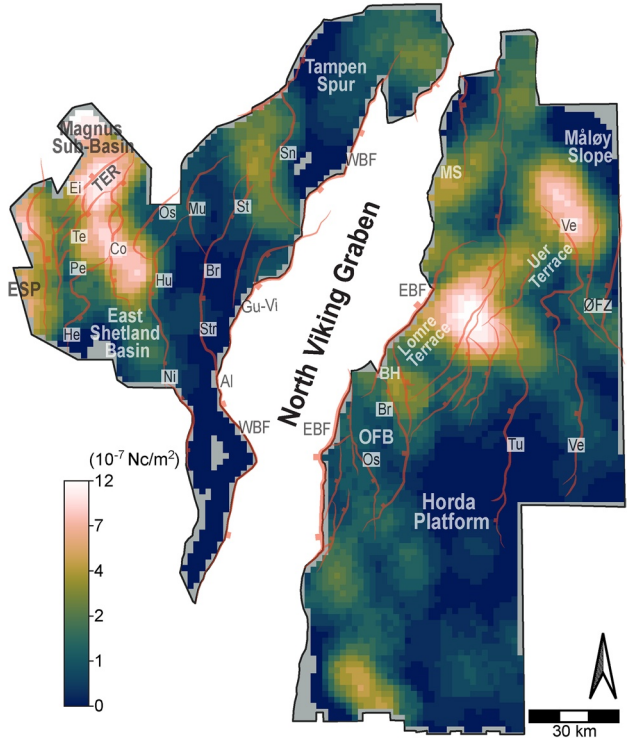 Tampen
Spur
Magnus
Sub-Basin
Måløy
Slope
Sn
WBF
TER
MS
Ei
Os
Mu
St
Ve
Te
Co
Uer
Terrace
Pe
Br
Hu
ESP
EBF
ØFZ
Gu-Vi
East
Shetland
Basin
He
Str
North Viking Graben
Lomre
Terrace
Ni
Al
BH
Br
WBF
EBF
OFB
Os
Tu
Ve
(10⁻⁷ Nc/m²)
12
7
4
2
1
0
Horda
Platform
30 km